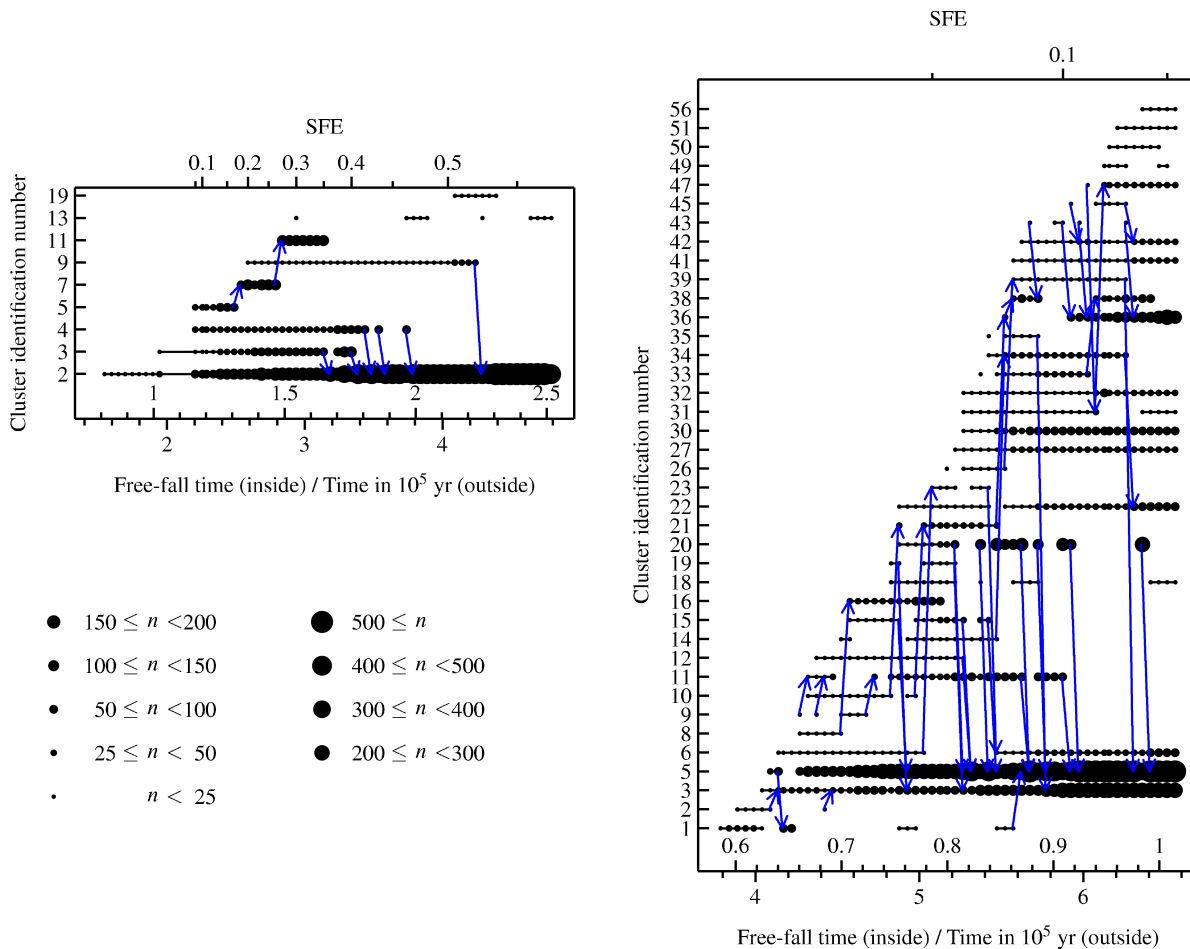 SFE
0.1
56
51
50
49
47
45
43
42
41
39
38
36
35
34
33
32
31
30
27
26
23
22
21
20
18
19
16
15
14
12
11
10
9
8
6
5
3
2
1
Cluster identification number
0.6 0.7 0.8 0.9 1
4 5 6
Free-fall time (inside) / Time in 10⁵ yr (outside)
SFE
0.1 0.2 0.3 0.4 0.5
19
13
11
9
7
5
4
3
2
Cluster identification number
1 1.5 2 2.5
2 3 4
Free-fall time (inside) / Time in 10⁵ yr (outside)
150 ≤ n <200
100 ≤ n <150
50 ≤ n <100
25 ≤ n < 50
n < 25
500 ≤ n
400 ≤ n <500
300 ≤ n <400
200 ≤ n <300